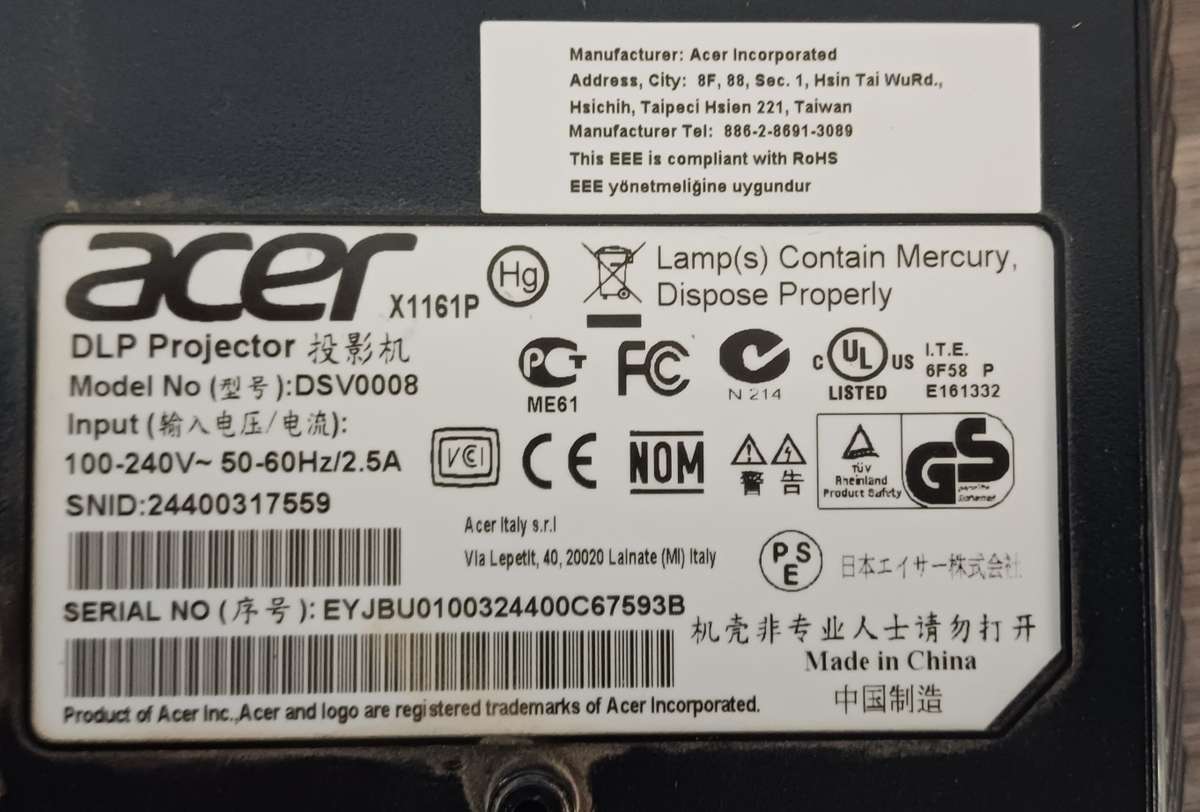 Manufacturer: Acer Incorporated
Address, City: 8F, 88, Sec. 1, Hsin Tai WuRd.,
Hsichih, Taipeci Hsien 221, Taiwan
Manufacturer Tel: 886-2-8691-3089
This EEE is compliant with RoHS
EEE yönetmeliğine uygundur
acer X1161P
Hg
Lamp(s) Contain Mercury,
Dispose Properly
DLP Projector 投影机
Model No (型号):DSV0008
Input (输入电压/电流):
100-240V~ 50-60Hz/2.5A
SNID:24400317559
PCT
ME61
FC
N 214
C UL US
LISTED
I.T.E.
6F58 P
E161332
VCI
CE
NOM
警告
TÜV
Rheinland
Product Safety
GS
Acer Italy s.r.l
Via Lepetit, 40, 20020 Lainate (MI) Italy
PSE
日本エイサー株式会社
SERIAL NO (序号): EYJBU0100324400C67593B
机壳非专业人士请勿打开
Made in China
中国制造
Product of Acer Inc.,Acer and logo are registered trademarks of Acer Incorporated.